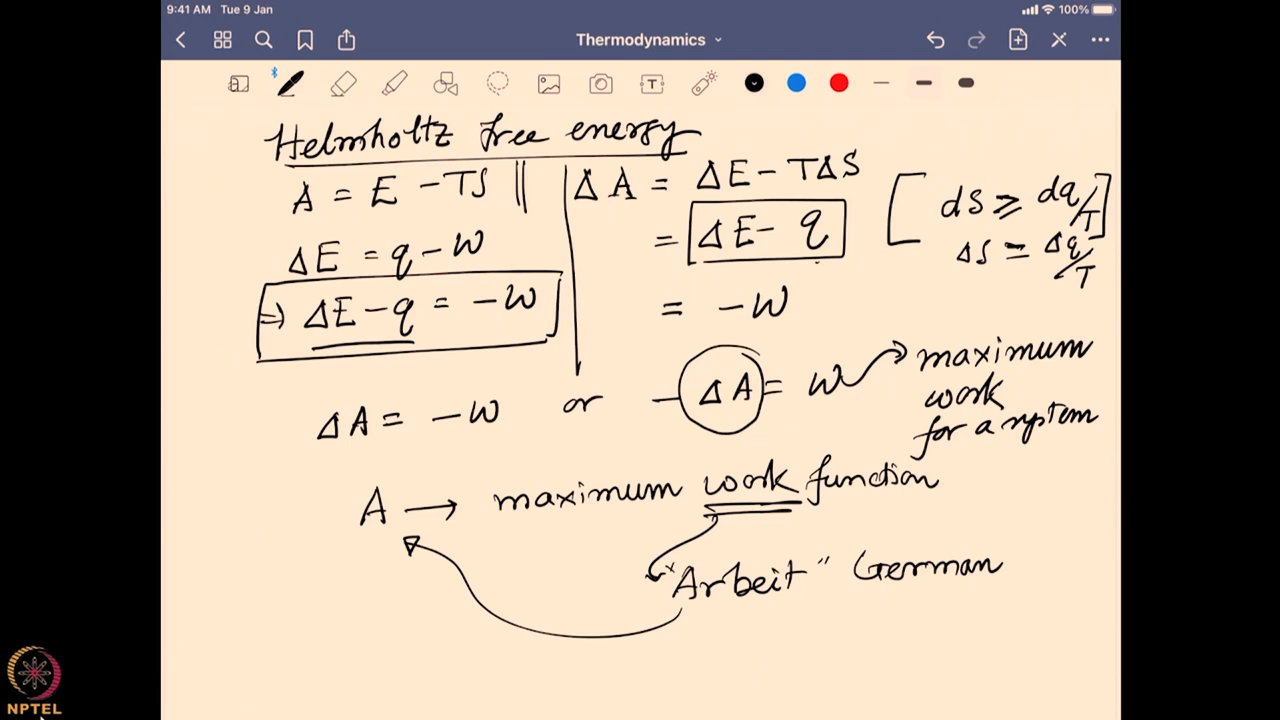 9:41 AM Tue 9 Jan
100%
Thermodynamics
T
Helmholtz free energy
A = E - TS ||
ΔA = ΔE - TΔS
[ dS ≥ dq/T ]
ΔE = q - w
= ΔE - q
ΔS = Δq/T
⇒ ΔE - q = -w
= -w
ΔA = -w or -ΔA = w → maximum
work
for a system
A → maximum work function
"Arbeit" German
NPTEL